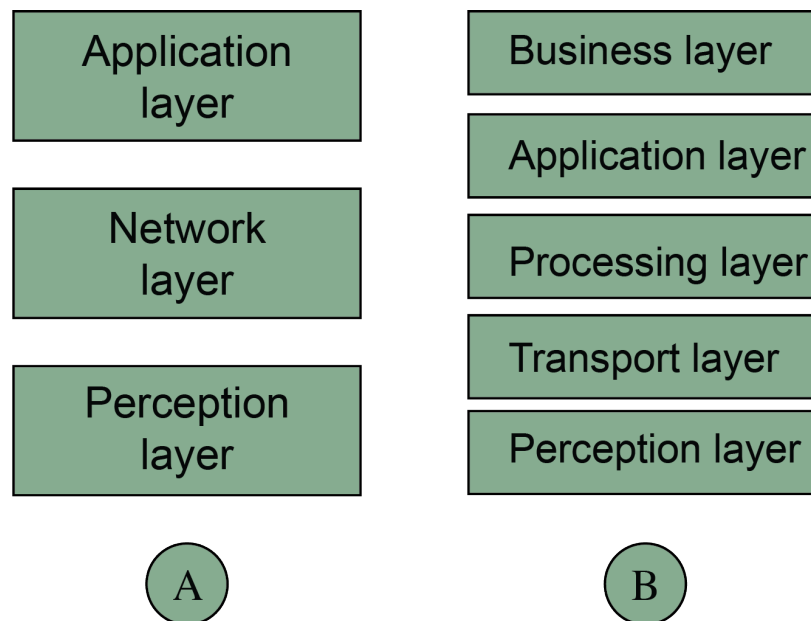 Application
layer
Network
layer
Perception
layer
A
Business layer
Application layer
Processing layer
Transport layer
Perception layer
B